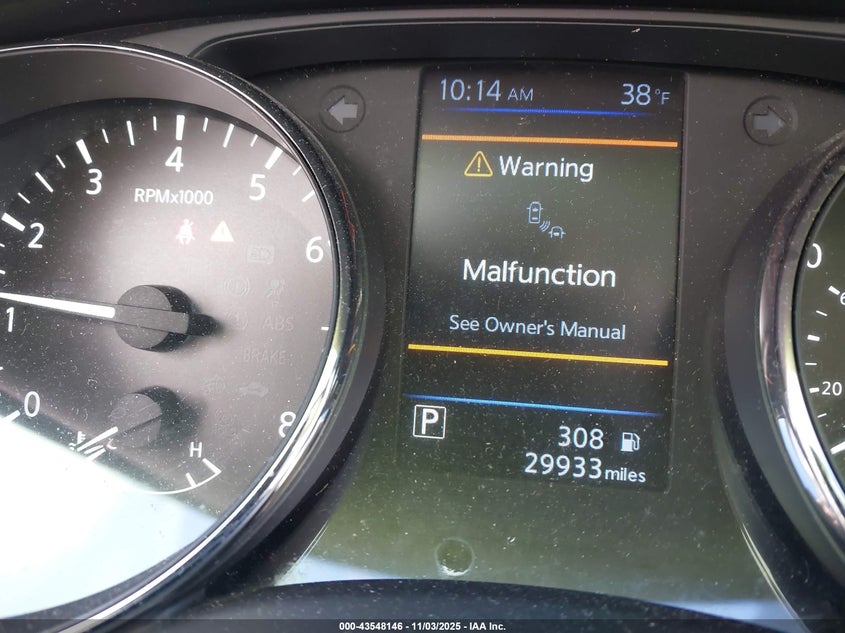 10:14 AM 38°F
4
3 5
RPMx1000
2 6
Warning
1
Malfunction
ABS
See Owner's Manual
BRAKE
0 8
P
308
H
29933 miles
0
20
000-43548146 - 11/03/2025 - IAA Inc.